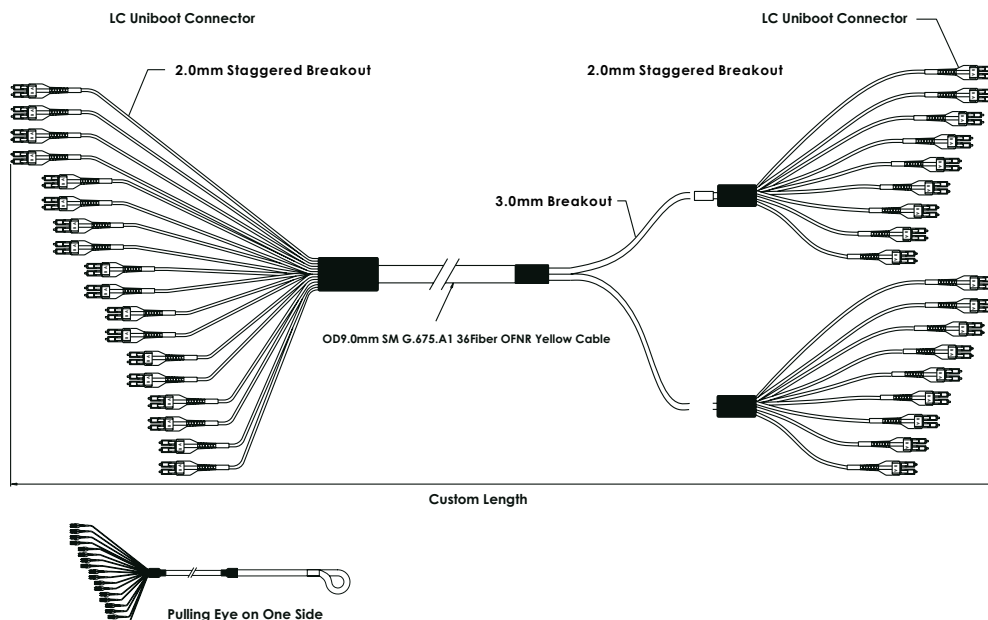 LC Uniboot Connector
LC Uniboot Connector
2.0mm Staggered Breakout
2.0mm Staggered Breakout
3.0mm Breakout
OD9.0mm SM G.675.A1 36Fiber OFNR Yellow Cable
Custom Length
Pulling Eye on One Side